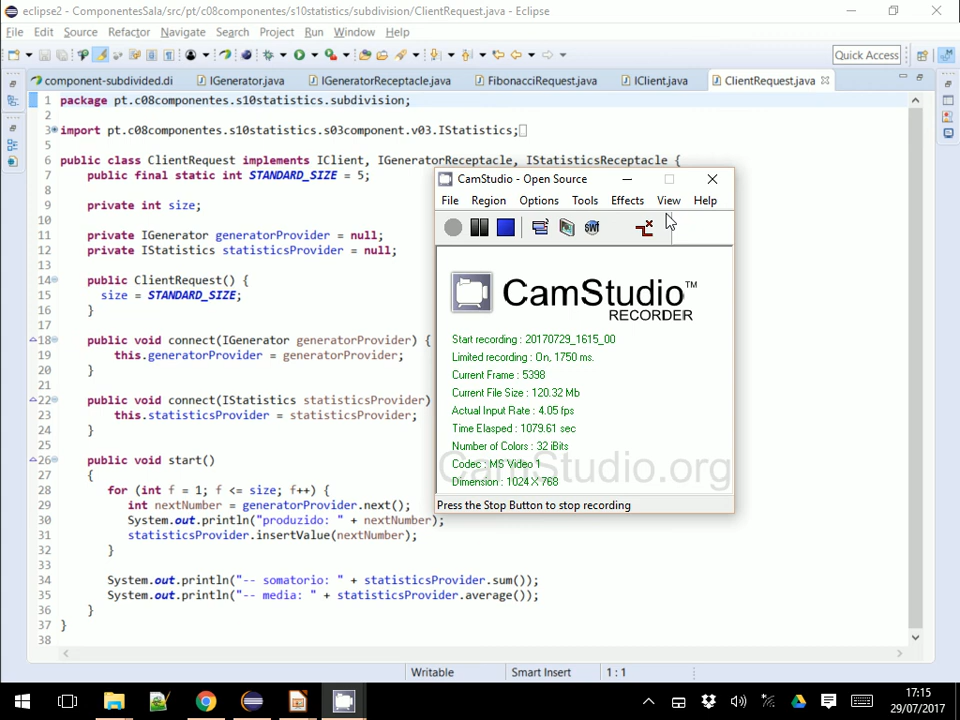 eclipse2 - ComponentesSala/src/pt/c08componentes/s10statistics/subdivision/ClientRequest.java - Eclipse
File Edit Source Refactor Navigate Search Project Run Window Help
Quick Access
component-subdivided.di IGenerator.java IGeneratorReceptacle.java FibonacciRequest.java IClient.java ClientRequest.java
1 package pt.c08componentes.s10statistics.subdivision;
2
3 import pt.c08componentes.s10statistics.s03component.v03.IStatistics;
5
6 public class ClientRequest implements IClient, IGeneratorReceptacle, IStatisticsReceptacle {
7 public final static int STANDARD_SIZE = 5;
8
9 private int size;
10
11 private IGenerator generatorProvider = null;
12 private IStatistics statisticsProvider = null;
13
14 public ClientRequest() {
15 size = STANDARD_SIZE;
16 }
17
18 public void connect(IGenerator generatorProvider) {
19 this.generatorProvider = generatorProvider;
20 }
21
22 public void connect(IStatistics statisticsProvider)
23 this.statisticsProvider = statisticsProvider;
24 }
25
26 public void start()
27 {
28 for (int f = 1; f <= size; f++) {
29 int nextNumber = generatorProvider.next();
30 System.out.println("produzido: " + nextNumber);
31 statisticsProvider.insertValue(nextNumber);
32 }
33
34 System.out.println("-- somatorio: " + statisticsProvider.sum());
35 System.out.println("-- media: " + statisticsProvider.average());
36 }
37 }
38
CamStudio - Open Source
File Region Options Tools Effects View Help
swf
CamStudio™
RECORDER
Start recording : 20170729_1615_00
Limited recording : On, 1750 ms.
Current Frame : 5398
Current File Size : 120.32 Mb
Actual Input Rate : 4.05 fps
Time Elasped : 1079.61 sec
Number of Colors : 32 iBits
Codec : MS Video 1
Dimension : 1024 X 768
CamStudio.org
Press the Stop Button to stop recording
Writable Smart Insert 1 : 1
17:15
29/07/2017